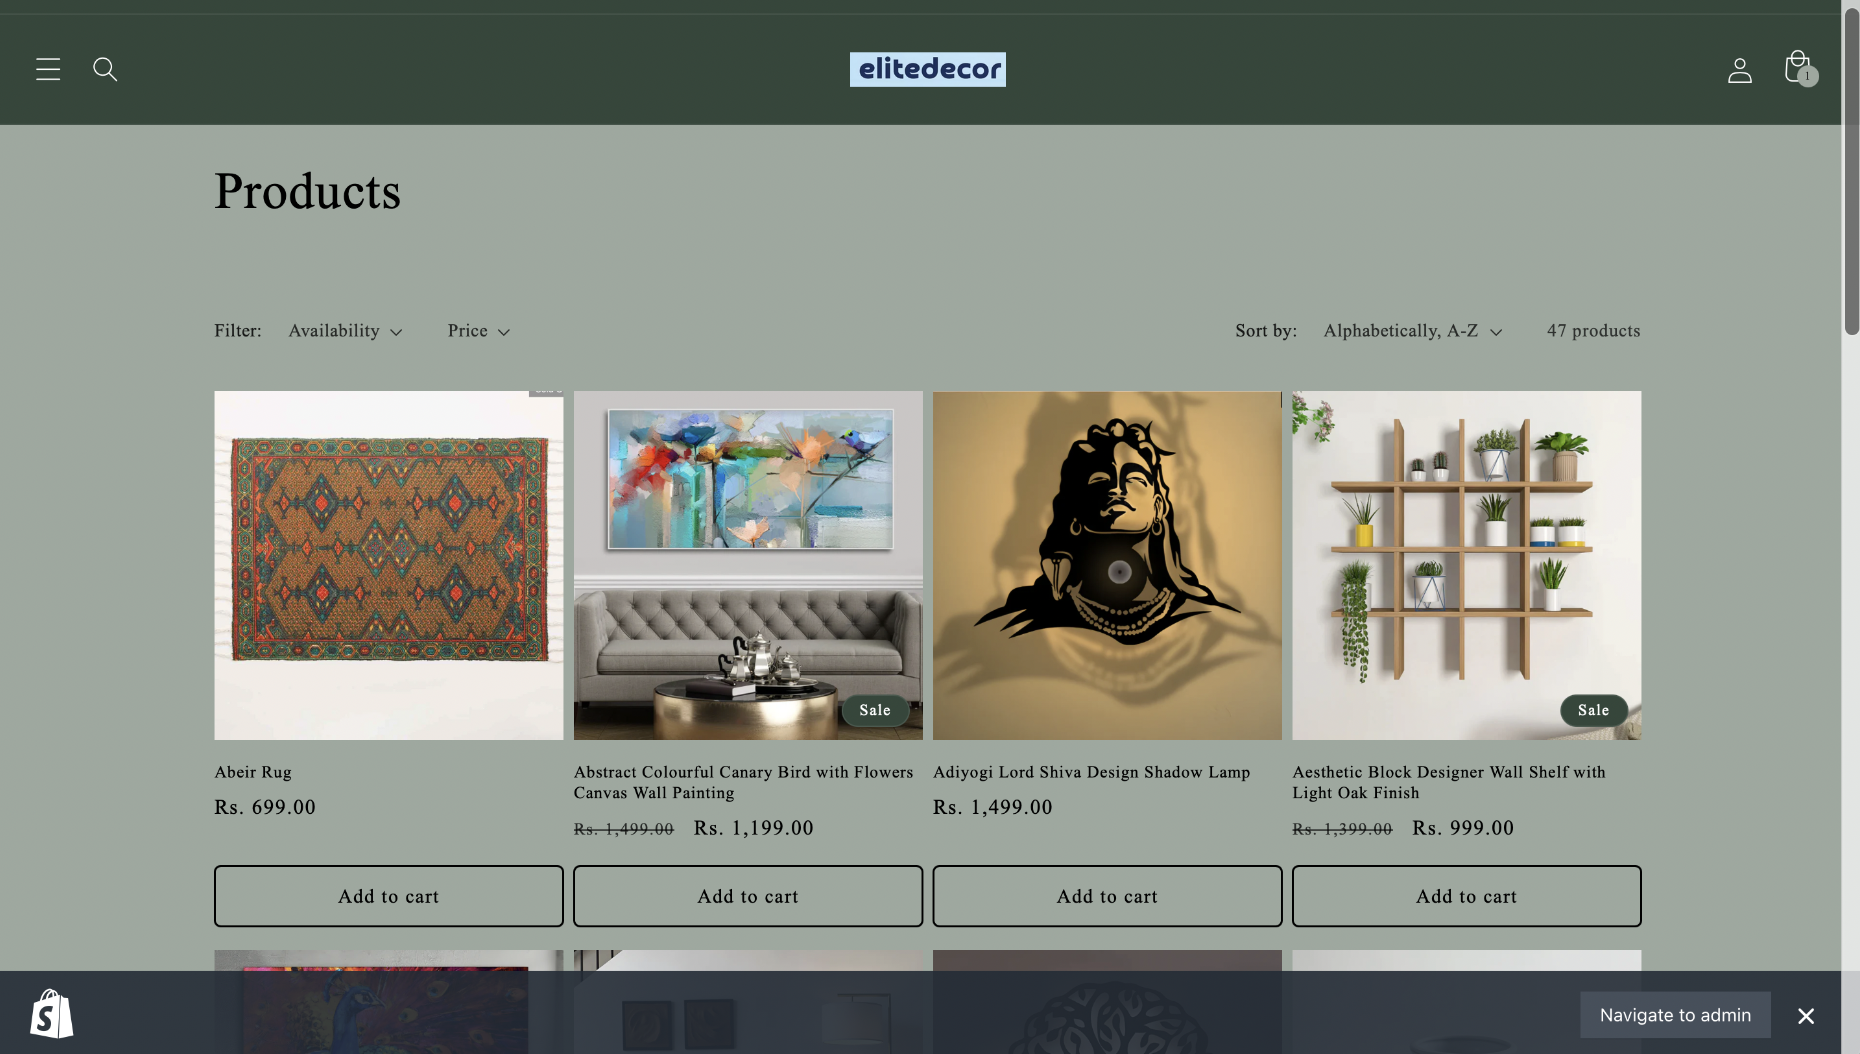 elitedecor
1
Products
Filter: Availability Price
Sort by: Alphabetically, A-Z 47 products
Sale
Sale
Abeir Rug
Rs. 699.00
Abstract Colourful Canary Bird with Flowers
Canvas Wall Painting
Rs. 1,499.00 Rs. 1,199.00
Adiyogi Lord Shiva Design Shadow Lamp
Rs. 1,499.00
Aesthetic Block Designer Wall Shelf with
Light Oak Finish
Rs. 1,399.00 Rs. 999.00
Add to cart
Add to cart
Add to cart
Add to cart
S
Navigate to admin